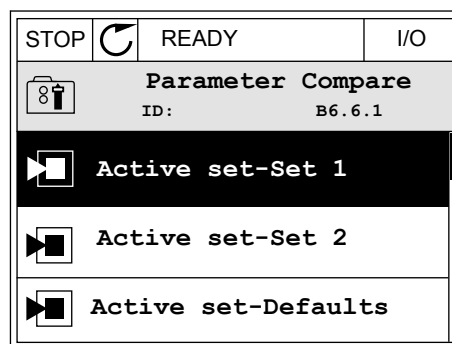 STOP READY I/O
Parameter Compare
ID: B6.6.1
Active set-Set 1
Active set-Set 2
Active set-Defaults